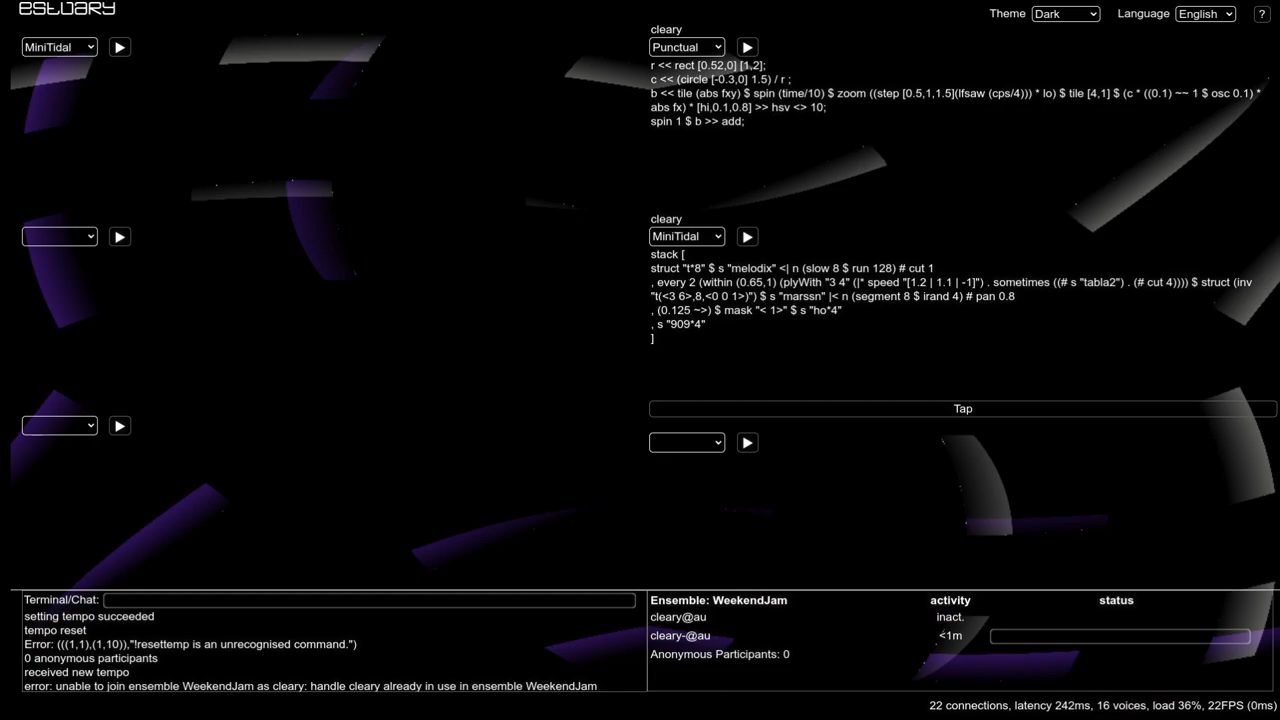 estuary
Theme Dark Language English ?
MiniTidal
cleary
Punctual
r << rect [0.52,0] [1,2];
c << (circle [-0.3,0] 1.5) / r ;
b << tile (abs fxy) $ spin (time/10) $ zoom ((step [0.5,1,1.5](lfsaw (cps/4))) * lo) $ tile [4,1] $ (c * ((0.1) ~~ 1 $ osc 0.1) *
abs fx) * [hi,0.1,0.8] >> hsv <> 10;
spin 1 $ b >> add;
cleary
MiniTidal
stack [
struct "t*8" $ s "melodix" <| n (slow 8 $ run 128) # cut 1
, every 2 (within (0.65,1) (plyWith "3 4" (|* speed "[1.2 | 1.1 | -1]") . sometimes ((# s "tabla2") . (# cut 4)))) $ struct (inv
"t(<3 6>,8,<0 0 1>)") $ s "marssn" |< n (segment 8 $ irand 4) # pan 0.8
, (0.125 ~>) $ mask "< 1>" $ s "ho*4"
, s "909*4"
]
Tap
Terminal/Chat:
setting tempo succeeded
tempo reset
Error: (((1,1),(1,10)),"!resettemp is an unrecognised command.")
0 anonymous participants
received new tempo
error: unable to join ensemble WeekendJam as cleary: handle cleary already in use in ensemble WeekendJam
Ensemble: WeekendJam activity status
cleary@au inact.
cleary-@au <1m
Anonymous Participants: 0
22 connections, latency 242ms, 16 voices, load 36%, 22FPS (0ms)